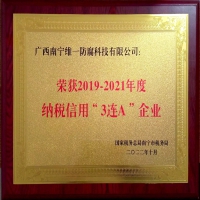 广西南宁维一防腐科技有限公司:
荣获2019-2021年度
纳税信用“3连A”企业
国家税务总局南宁市税务局
二〇二二年十月